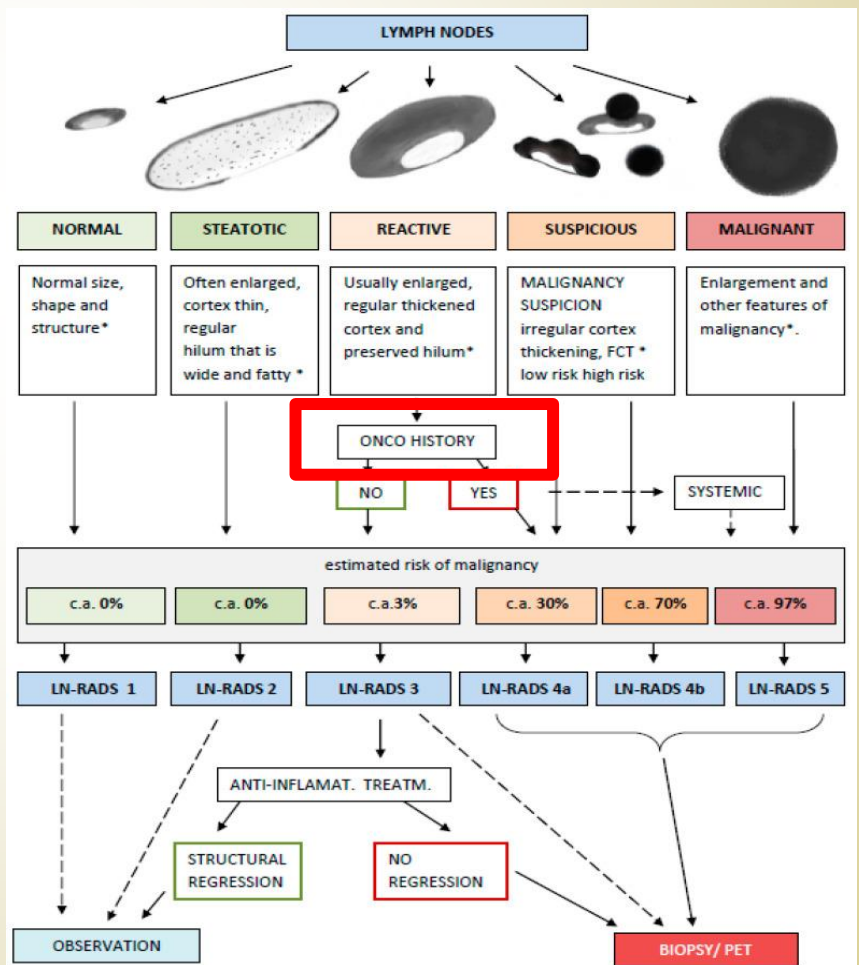 LYMPH NODES
NORMAL
STEATOTIC
REACTIVE
SUSPICIOUS
MALIGNANT
Normal size,
shape and
structure*
Often enlarged,
cortex thin,
regular
hilum that is
wide and fatty *
Usually enlarged,
regular thickened
cortex and
preserved hilum*
MALIGNANCY
SUSPICION
irregular cortex
thickening, FCT *
low risk high risk
Enlargement and
other features of
malignancy*.
ONCO HISTORY
NO
YES
SYSTEMIC
estimated risk of malignancy
c.a. 0%
c.a. 0%
c.a.3%
c.a. 30%
c.a. 70%
c.a. 97%
LN-RADS 1
LN-RADS 2
LN-RADS 3
LN-RADS 4a
LN-RADS 4b
LN-RADS 5
ANTI-INFLAMAT. TREATM.
STRUCTURAL
REGRESSION
NO
REGRESSION
OBSERVATION
BIOPSY/ PET